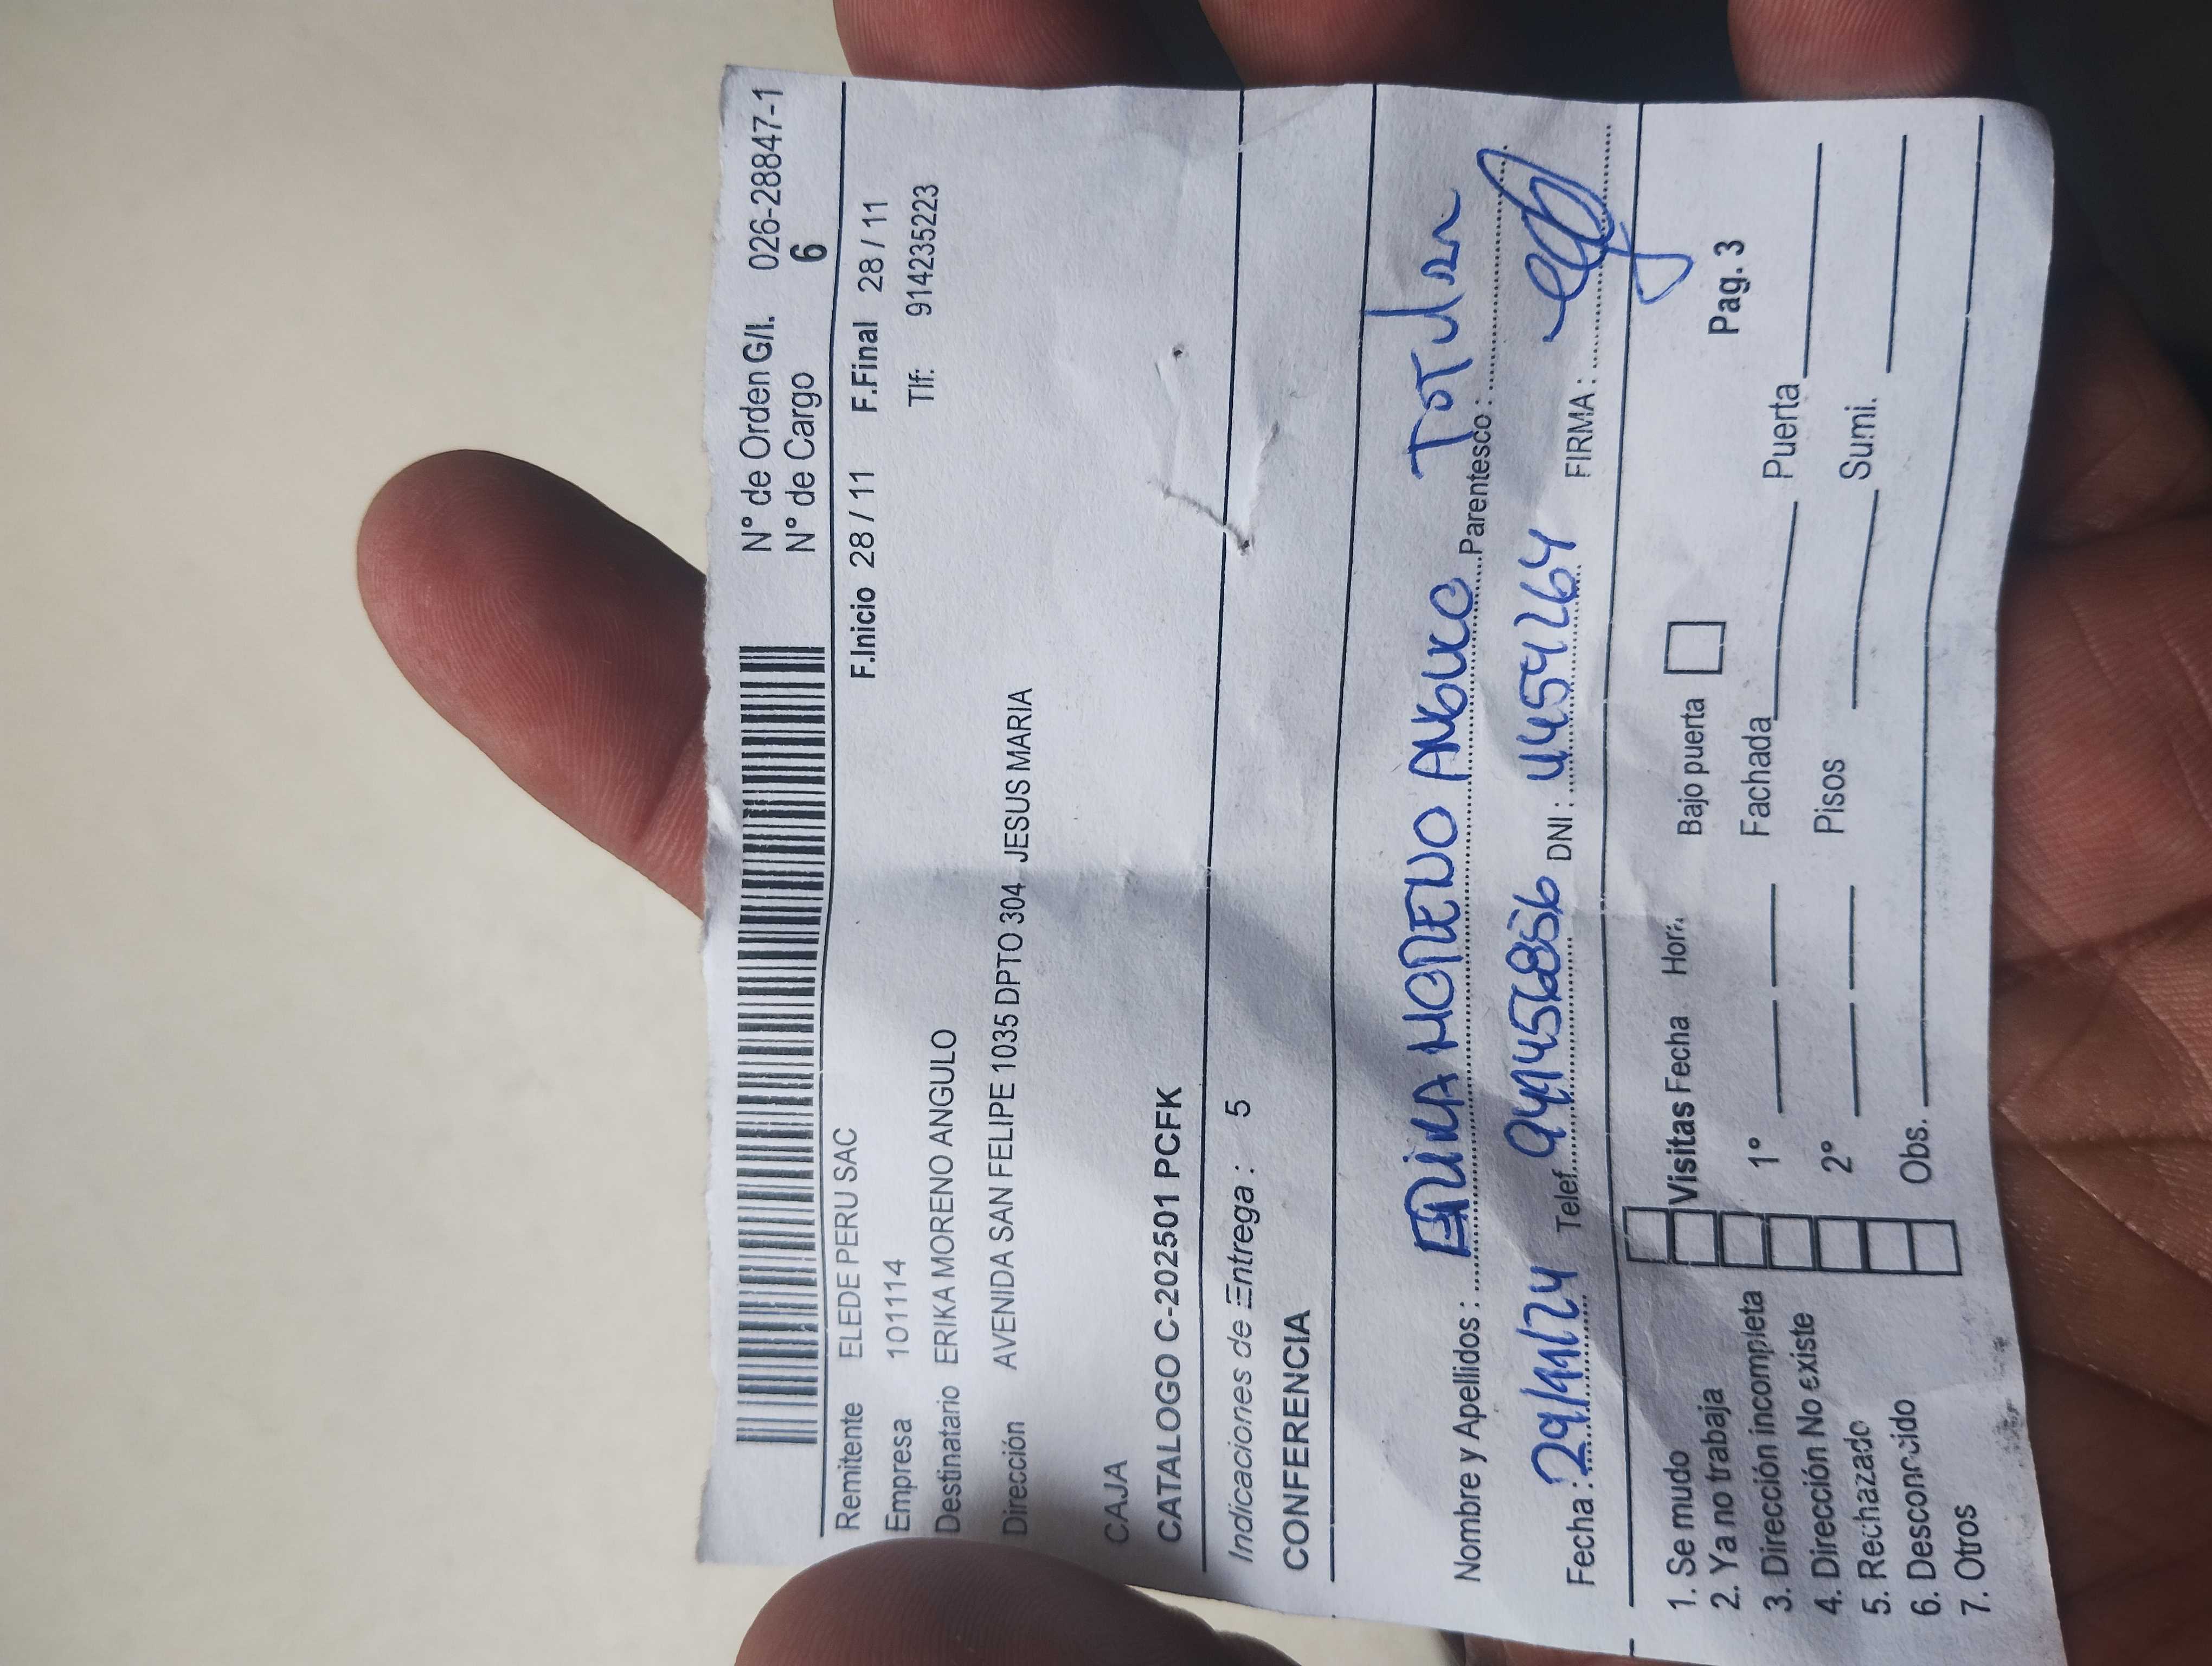 N° de Orden G/I. 026-28847-1
N° de Cargo 6
F.Inicio 28 / 11 F.Final 28 / 11
Remitente ELEDE PERU SAC
Empresa 101114 Tlf: 914235223
Destinatario ERIKA MORENO ANGULO
Dirección AVENIDA SAN FELIPE 1035 DPTO 304 JESUS MARIA
CAJA
CATALOGO C-202501 PCFK
Indicaciones de Entrega : 5
CONFERENCIA
Nombre y Apellidos : ERIKA MORENO ANGULO Parentesco : TITULAR
Fecha : 29/11/24 Telef. DNI : FIRMA :
Pag. 3
1. Se mudo
2. Ya no trabaja
3. Dirección incompleta
4. Dirección No existe
5. Rechazado
6. Desconocido
7. Otros
Visitas Fecha Hora Bajo puerta
1° Fachada Puerta
2° Pisos Sumi.
Obs.